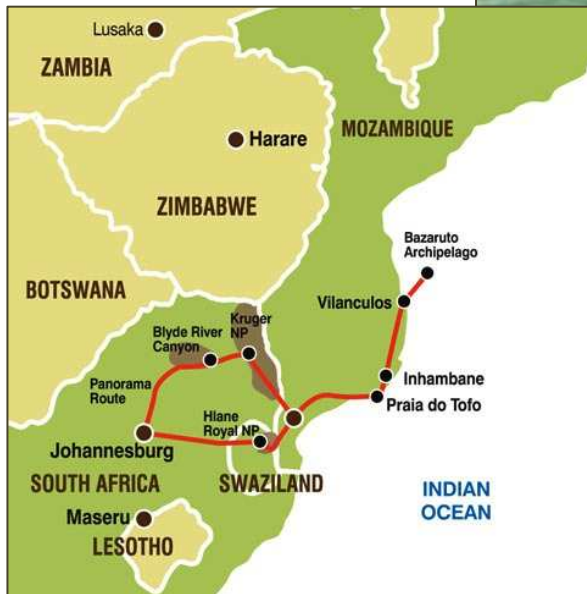 Lusaka
ZAMBIA
Harare
MOZAMBIQUE
ZIMBABWE
Bazaruto
Archipelago
BOTSWANA
Vilanculos
Blyde River
Canyon
Kruger
NP
Panorama
Route
Inhambane
Praia do Tofo
Hlane
Royal NP
Johannesburg
SOUTH AFRICA
SWAZILAND
INDIAN
OCEAN
Maseru
LESOTHO